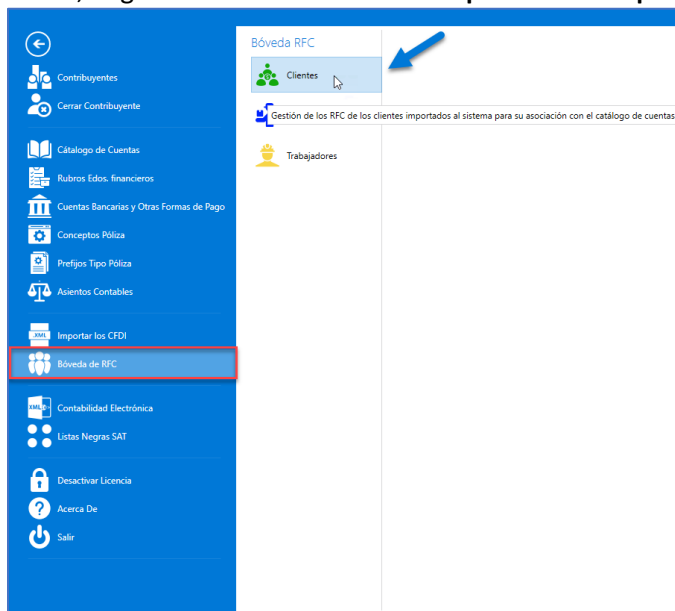 Bóveda RFC
Contribuyentes
Clientes
Cerrar Contribuyente
Gestión de los RFC de los clientes importados al sistema para su asociación con el catálogo de cuentas
Cátalogo de Cuentas
Trabajadores
Rubros Edos. financieros
Cuentas Bancarias y Otras Formas de Pago
Conceptos Póliza
Prefijos Tipo Póliza
Asientos Contables
XML
Importar los CFDI
Bóveda de RFC
XML
Contabilidad Electrónica
Listas Negras SAT
Desactivar Licencia
?
Acerca De
Salir